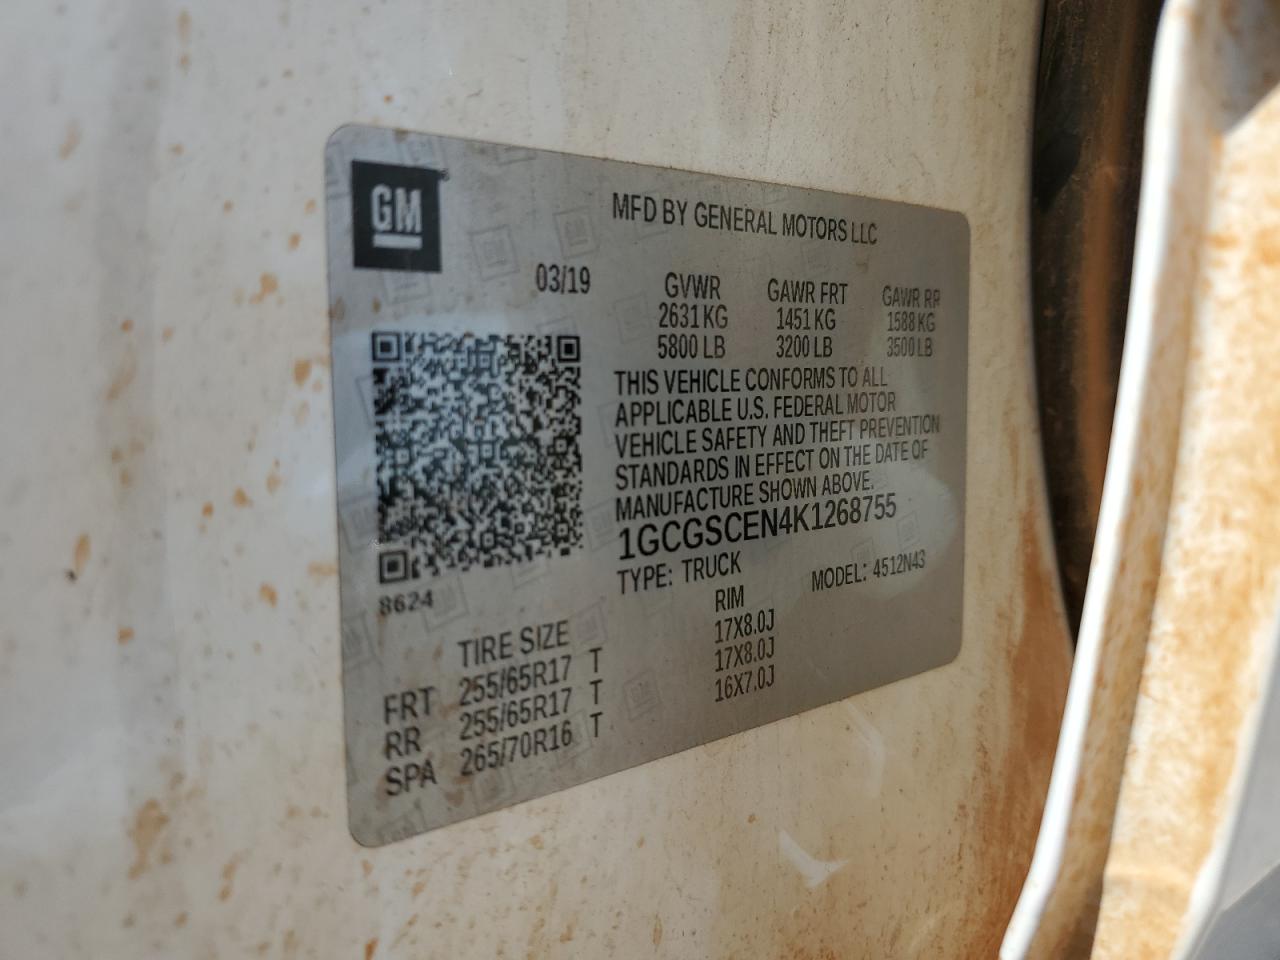 GM
MFD BY GENERAL MOTORS LLC
03/19 GVWR GAWR FRT GAWR RR
2631 KG 1451 KG 1588 KG
5800 LB 3200 LB 3500 LB
THIS VEHICLE CONFORMS TO ALL
APPLICABLE U.S. FEDERAL MOTOR
VEHICLE SAFETY AND THEFT PREVENTION
STANDARDS IN EFFECT ON THE DATE OF
MANUFACTURE SHOWN ABOVE.
1GCGSCEN4K1268755
TYPE: TRUCK MODEL: 4512N43
8624
TIRE SIZE RIM
FRT 255/65R17 T 17X8.0J
RR 255/65R17 T 17X8.0J
SPA 265/70R16 T 16X7.0J